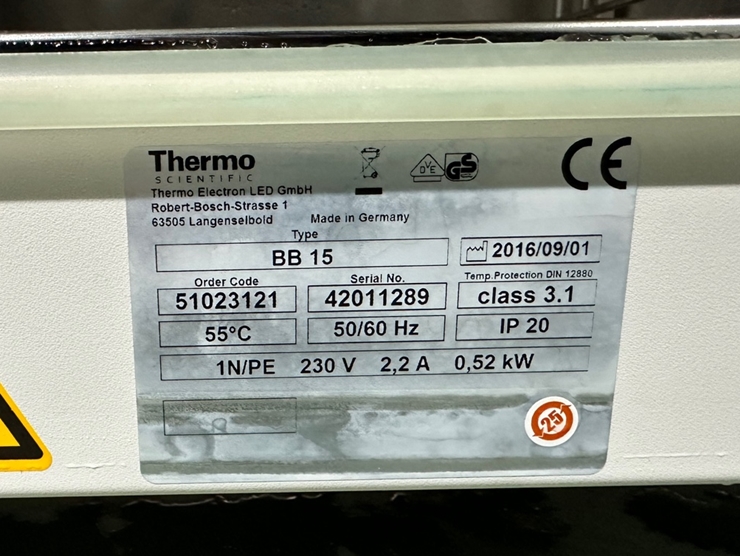 Thermo
SCIENTIFIC
Thermo Electron LED GmbH
Robert-Bosch-Strasse 1
63505 Langenselbold Made in Germany
DVE GS
CE
Type
BB 15
2016/09/01
Order Code Serial No. Temp.Protection DIN 12880
51023121 42011289 class 3.1
55°C 50/60 Hz IP 20
1N/PE 230 V 2,2 A 0,52 kW
25